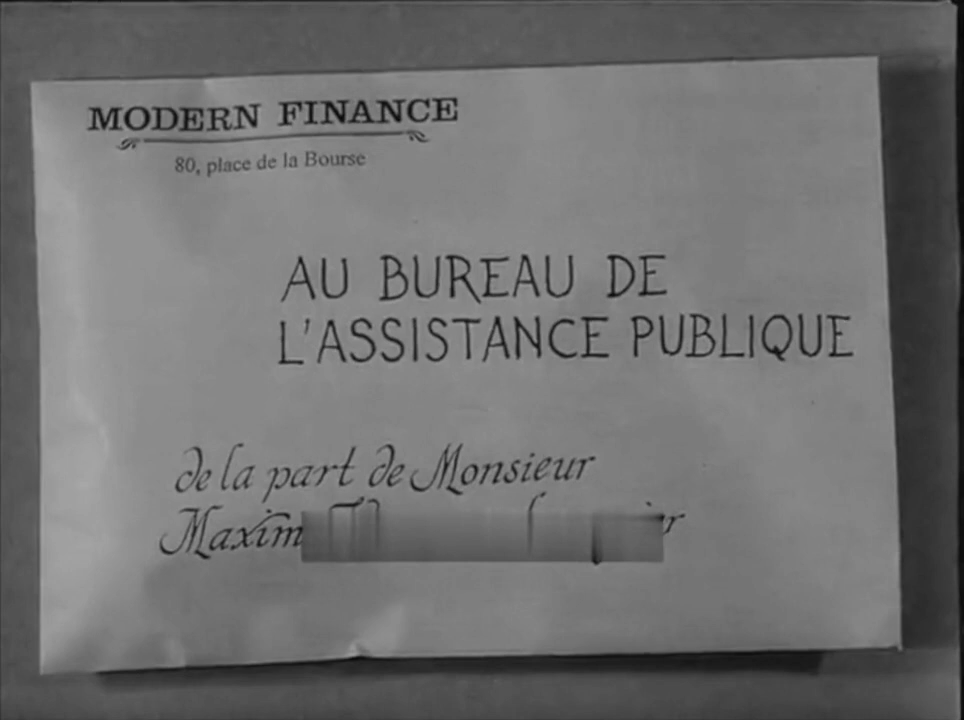 MODERN FINANCE
80, place de la Bourse
AU BUREAU DE
L'ASSISTANCE PUBLIQUE
de la part de Monsieur